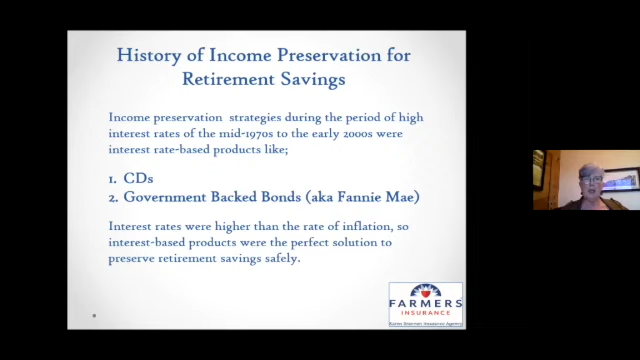 History of Income Preservation for
Retirement Savings
Income preservation strategies during the period of high
interest rates of the mid-1970s to the early 2000s were
interest rate-based products like;
1. CDs
2. Government Backed Bonds (aka Fannie Mae)
Interest rates were higher than the rate of inflation, so
interest-based products were the perfect solution to
preserve retirement savings safely.
FARMERS
INSURANCE
Insurance Agency